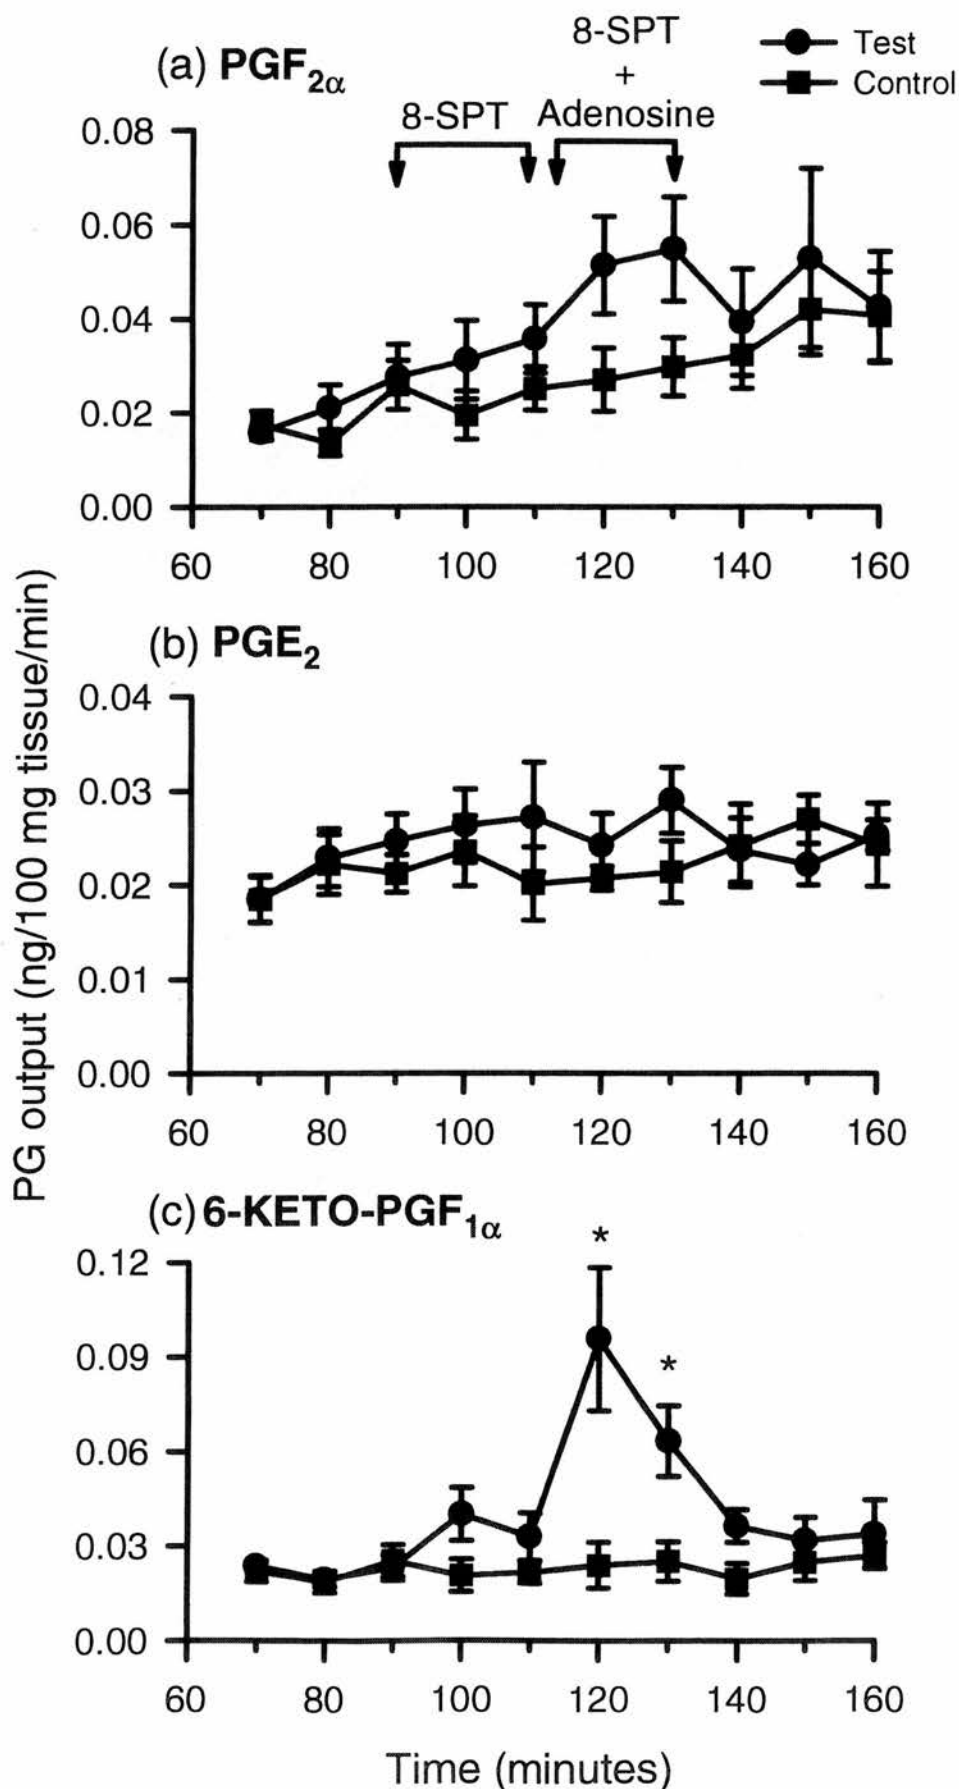 8-SPT
+
Adenosine
8-SPT
Test
Control
(a) PGF2α
0.08
0.06
0.04
0.02
0.00
60 80 100 120 140 160
(b) PGE2
0.04
0.03
0.02
0.01
0.00
60 80 100 120 140 160
(c) 6-KETO-PGF1α
* 
*
0.12
0.09
0.06
0.03
0.00
60 80 100 120 140 160
PG output (ng/100 mg tissue/min)
Time (minutes)